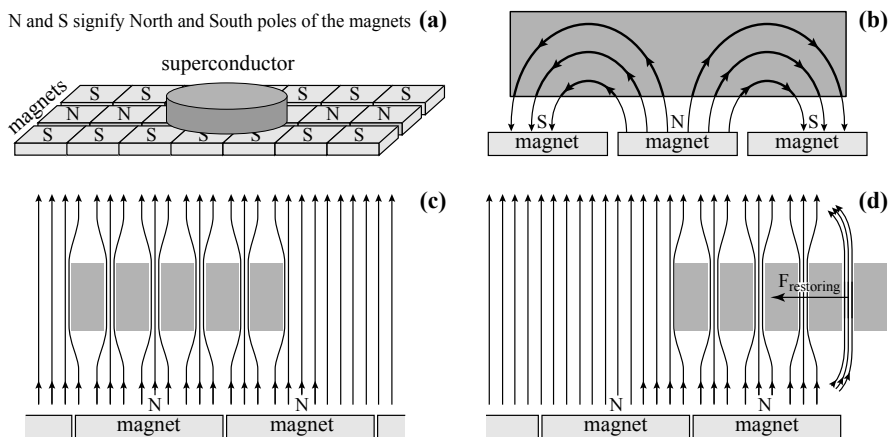 N and S signify North and South poles of the magnets (a)
superconductor
magnets
S S S S S
N N N N
S S S S S S S
(b)
S N S
magnet magnet magnet
(c)
N N
magnet magnet
(d)
F restoring
N N
magnet magnet